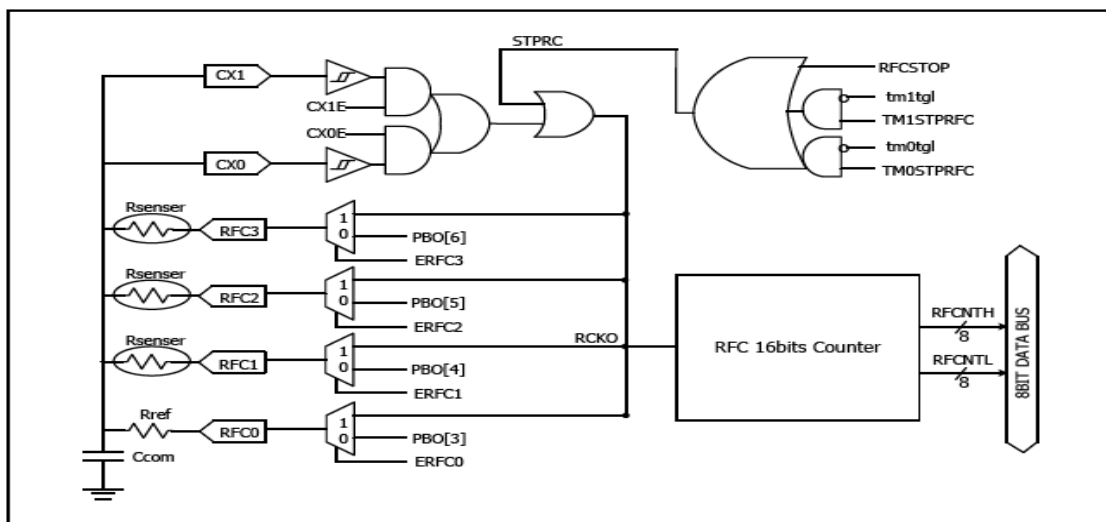 STPRC
RFCSTOP
CX1
tm1tgl
CX1E
TM1STPRFC
CX0E
tm0tgl
CX0
TM0STPRFC
Rsenser
1
RFC3
0
PBO[6]
ERFC3
Rsenser
1
RFC2
0
PBO[5]
ERFC2
RFCNTH
8
Rsenser
RCKO
RFC 16bits Counter
1
RFC1
0
PBO[4]
RFCNTL
8
ERFC1
8BIT DATA BUS
Rref
1
RFC0
0
PBO[3]
Ccom
ERFC0